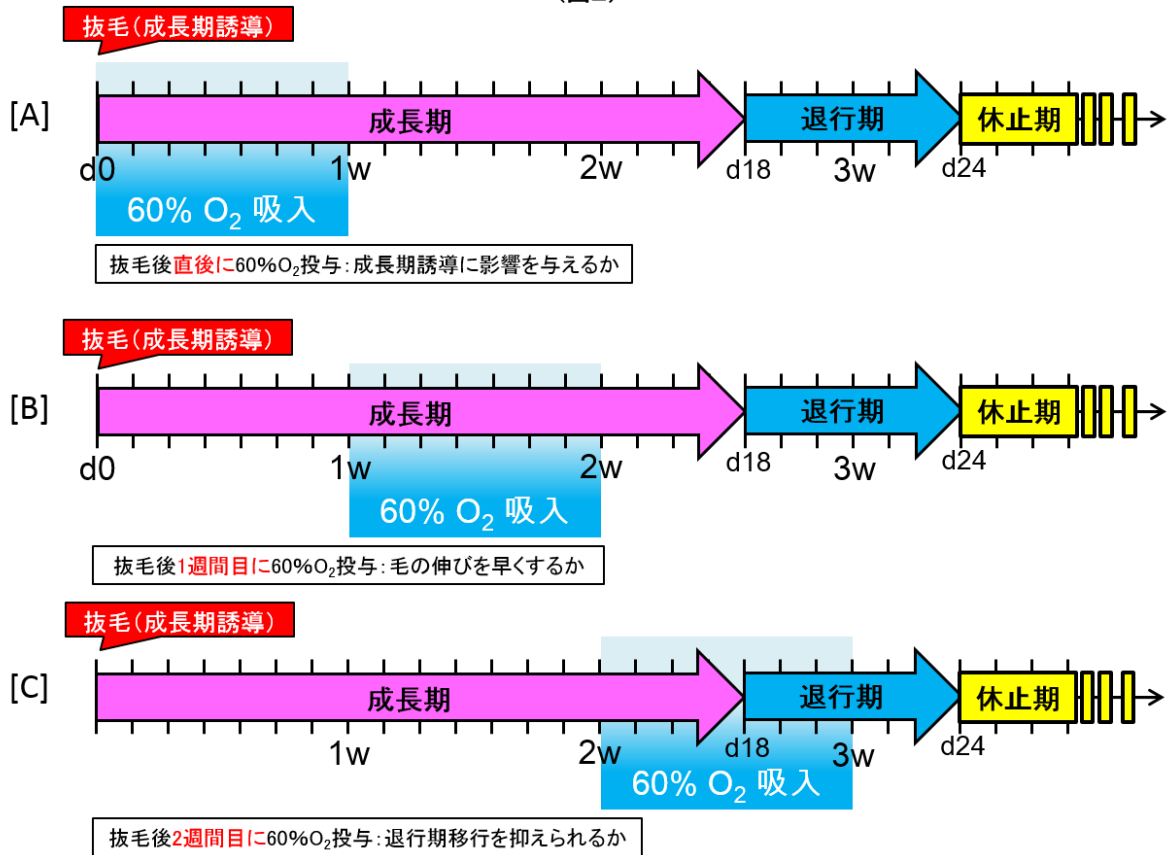 抜毛(成長期誘導)
[A]
成長期
退行期
休止期
d0
1w
2w
d18
3w
d24
60% O₂ 吸入
抜毛後直後に60%O₂投与:成長期誘導に影響を与えるか
抜毛(成長期誘導)
[B]
成長期
退行期
休止期
d0
1w
2w
d18
3w
d24
60% O₂ 吸入
抜毛後1週間目に60%O₂投与:毛の伸びを早くするか
抜毛(成長期誘導)
[C]
成長期
退行期
休止期
1w
2w
d18
3w
d24
60% O₂ 吸入
抜毛後2週間目に60%O₂投与:退行期移行を抑えられるか